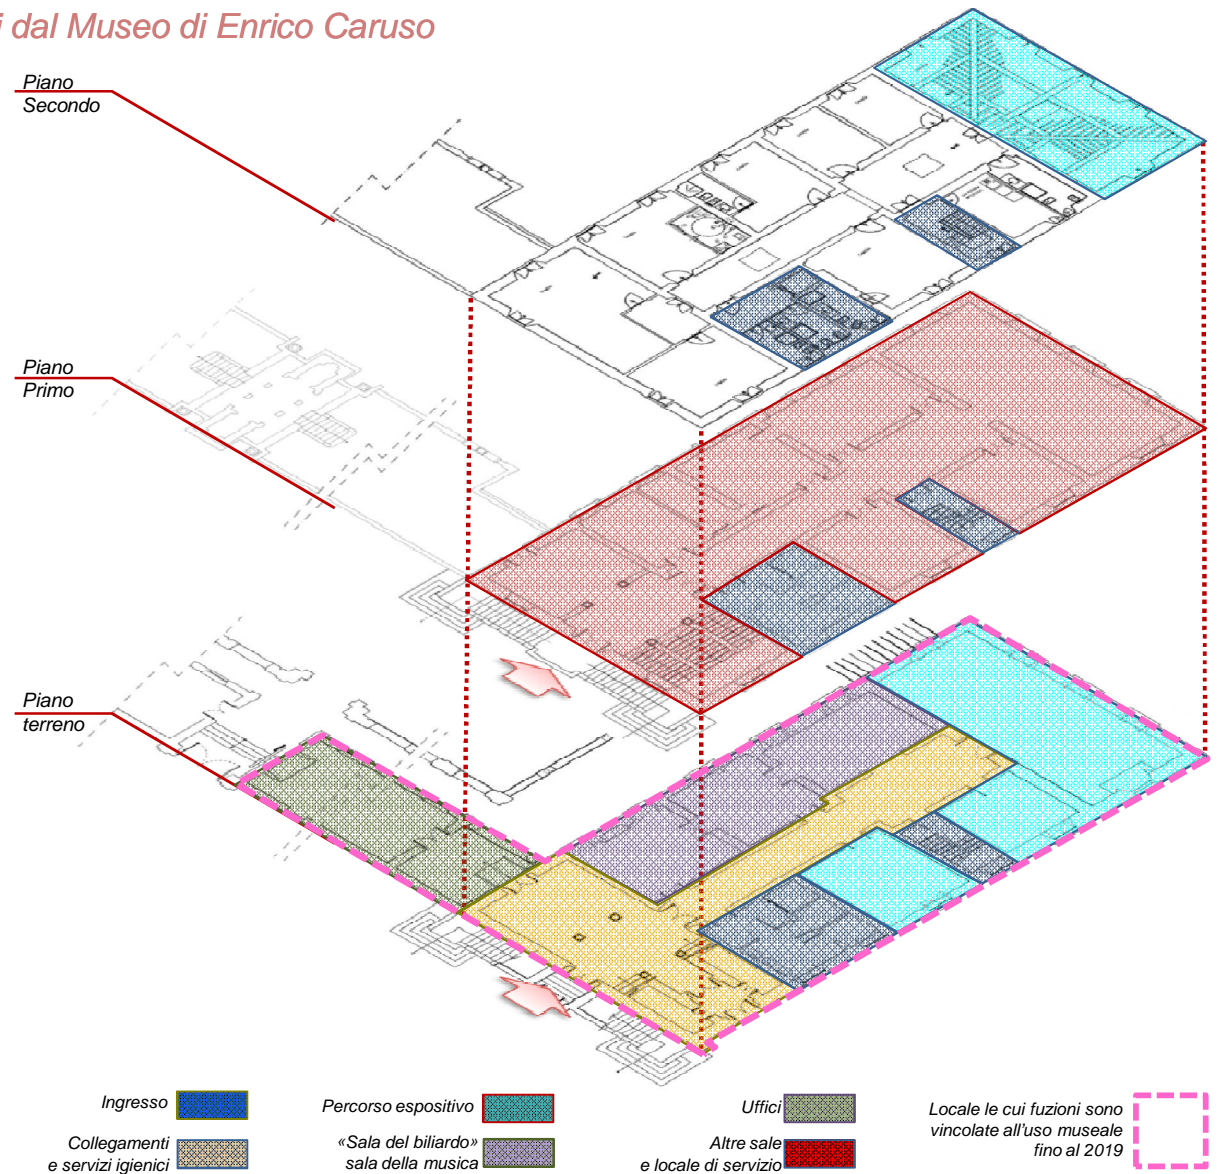 i dal Museo di Enrico Caruso
Piano
Secondo
Piano
Primo
Piano
terreno
Ingresso
Collegamenti
e servizi igienici
Percorso espositivo
«Sala del biliardo»
sala della musica
Uffici
Altre sale
e locale di servizio
Locale le cui fuzioni sono
vincolate all'uso museale
fino al 2019